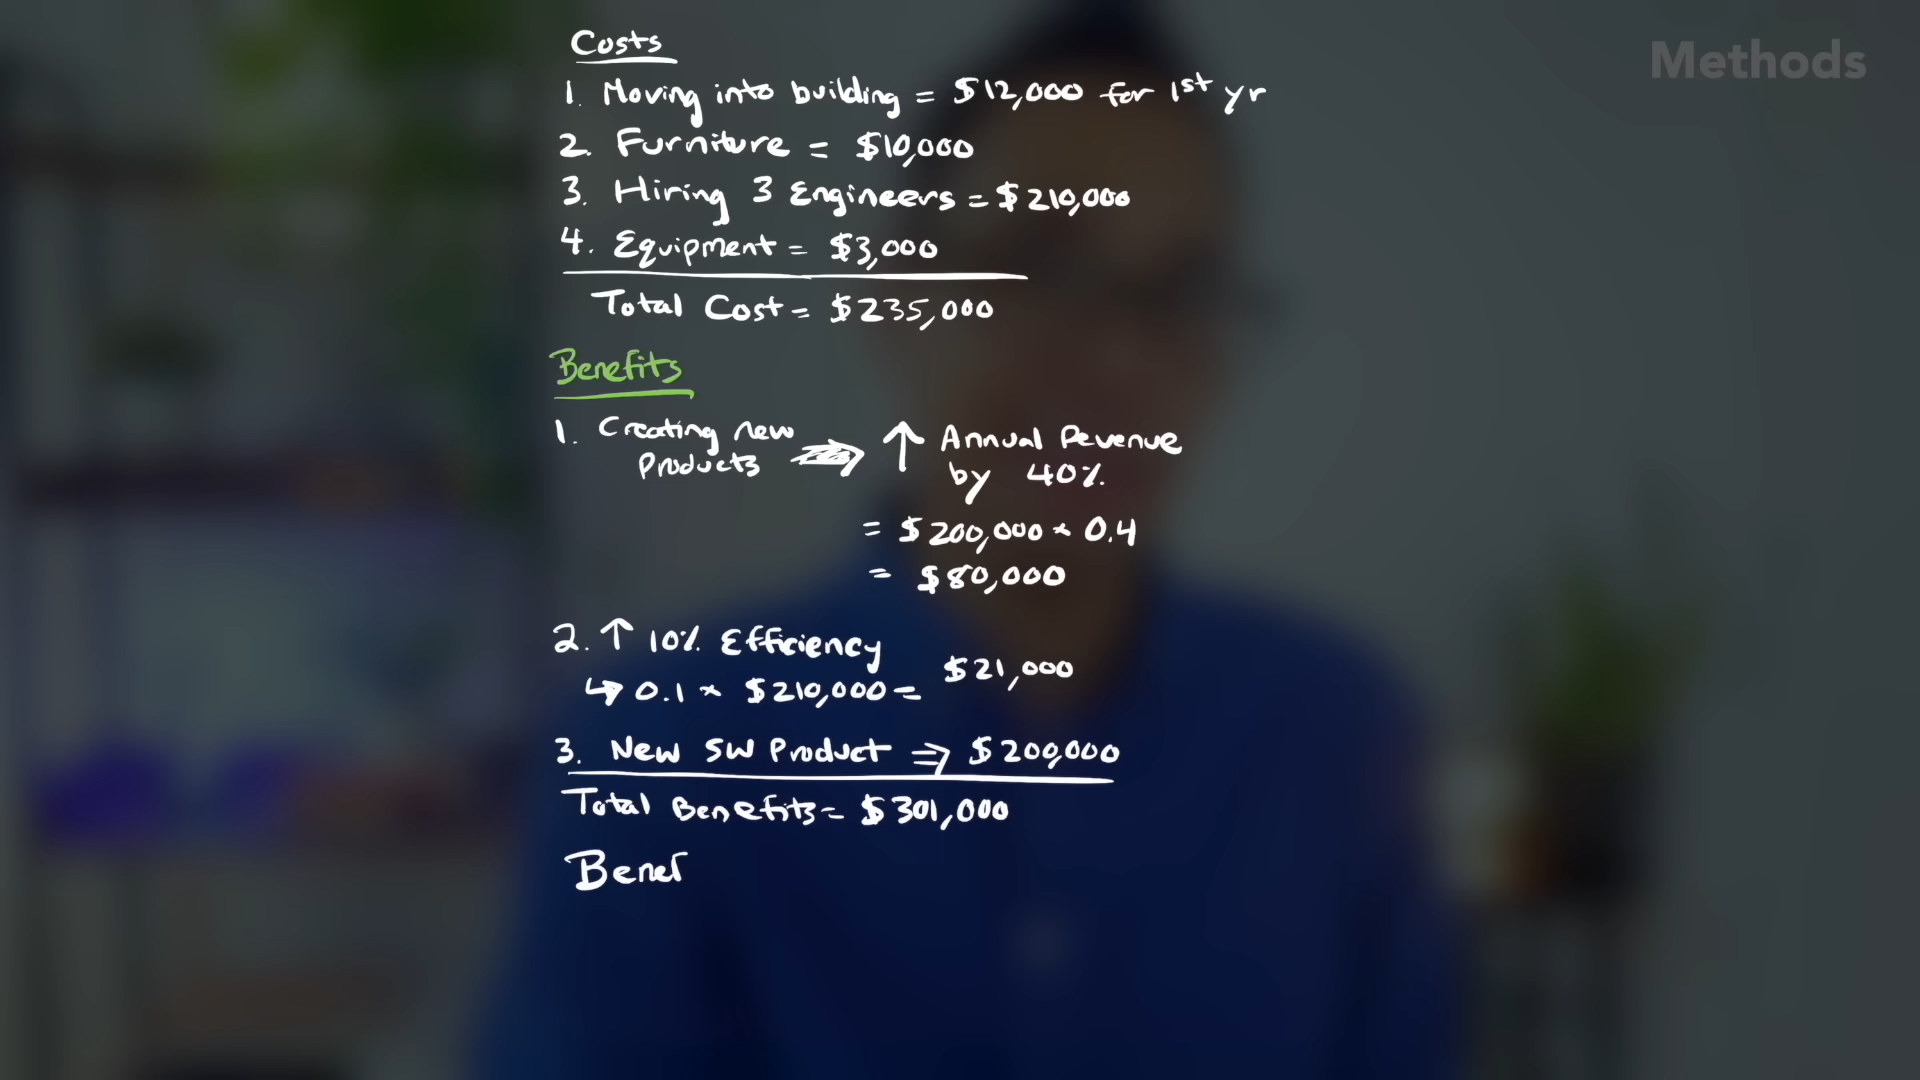 Methods
Costs
1. Moving into building = $12,000 for 1st yr
2. Furniture = $10,000
3. Hiring 3 Engineers = $210,000
4. Equipment = $3,000
Total Cost = $235,000
Benefits
1. Creating new
Products
↑ Annual Revenue
by 40%
= $200,000 * 0.4
= $80,000
2. ↑ 10% Efficiency
↳ 0.1 * $210,000 = $21,000
3. New SW Product ⇒ $200,000
Total Benefits = $301,000
Benef